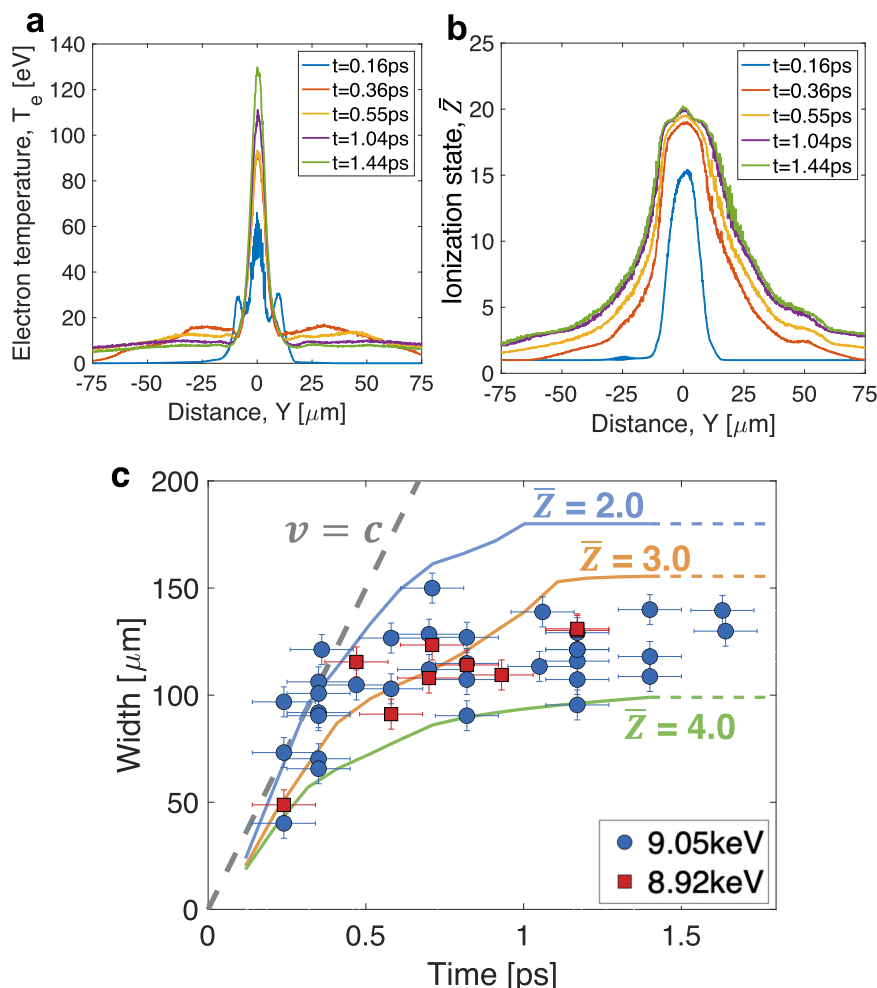 a
Electron temperature, T_e [eV]
140
120
100
80
60
40
20
0
-75 -50 -25 0 25 50 75
Distance, Y [μm]
t=0.16ps
t=0.36ps
t=0.55ps
t=1.04ps
t=1.44ps
b
Ionization state, Z̄
25
20
15
10
5
0
-75 -50 -25 0 25 50 75
Distance, Y [μm]
t=0.16ps
t=0.36ps
t=0.55ps
t=1.04ps
t=1.44ps
c
Width [μm]
200
150
100
50
0
v = c
Z̄ = 2.0
Z̄ = 3.0
Z̄ = 4.0
9.05keV
8.92keV
0 0.5 1 1.5
Time [ps]